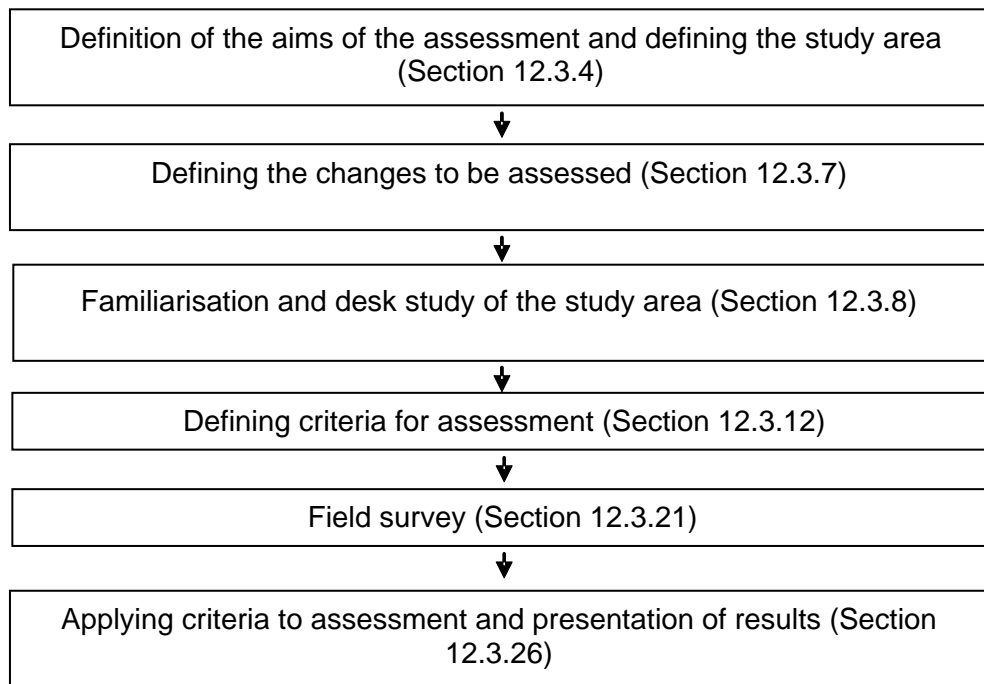 Definition of the aims of the assessment and defining the study area
(Section 12.3.4)
Defining the changes to be assessed (Section 12.3.7)
Familiarisation and desk study of the study area (Section 12.3.8)
Defining criteria for assessment (Section 12.3.12)
Field survey (Section 12.3.21)
Applying criteria to assessment and presentation of results (Section
12.3.26)